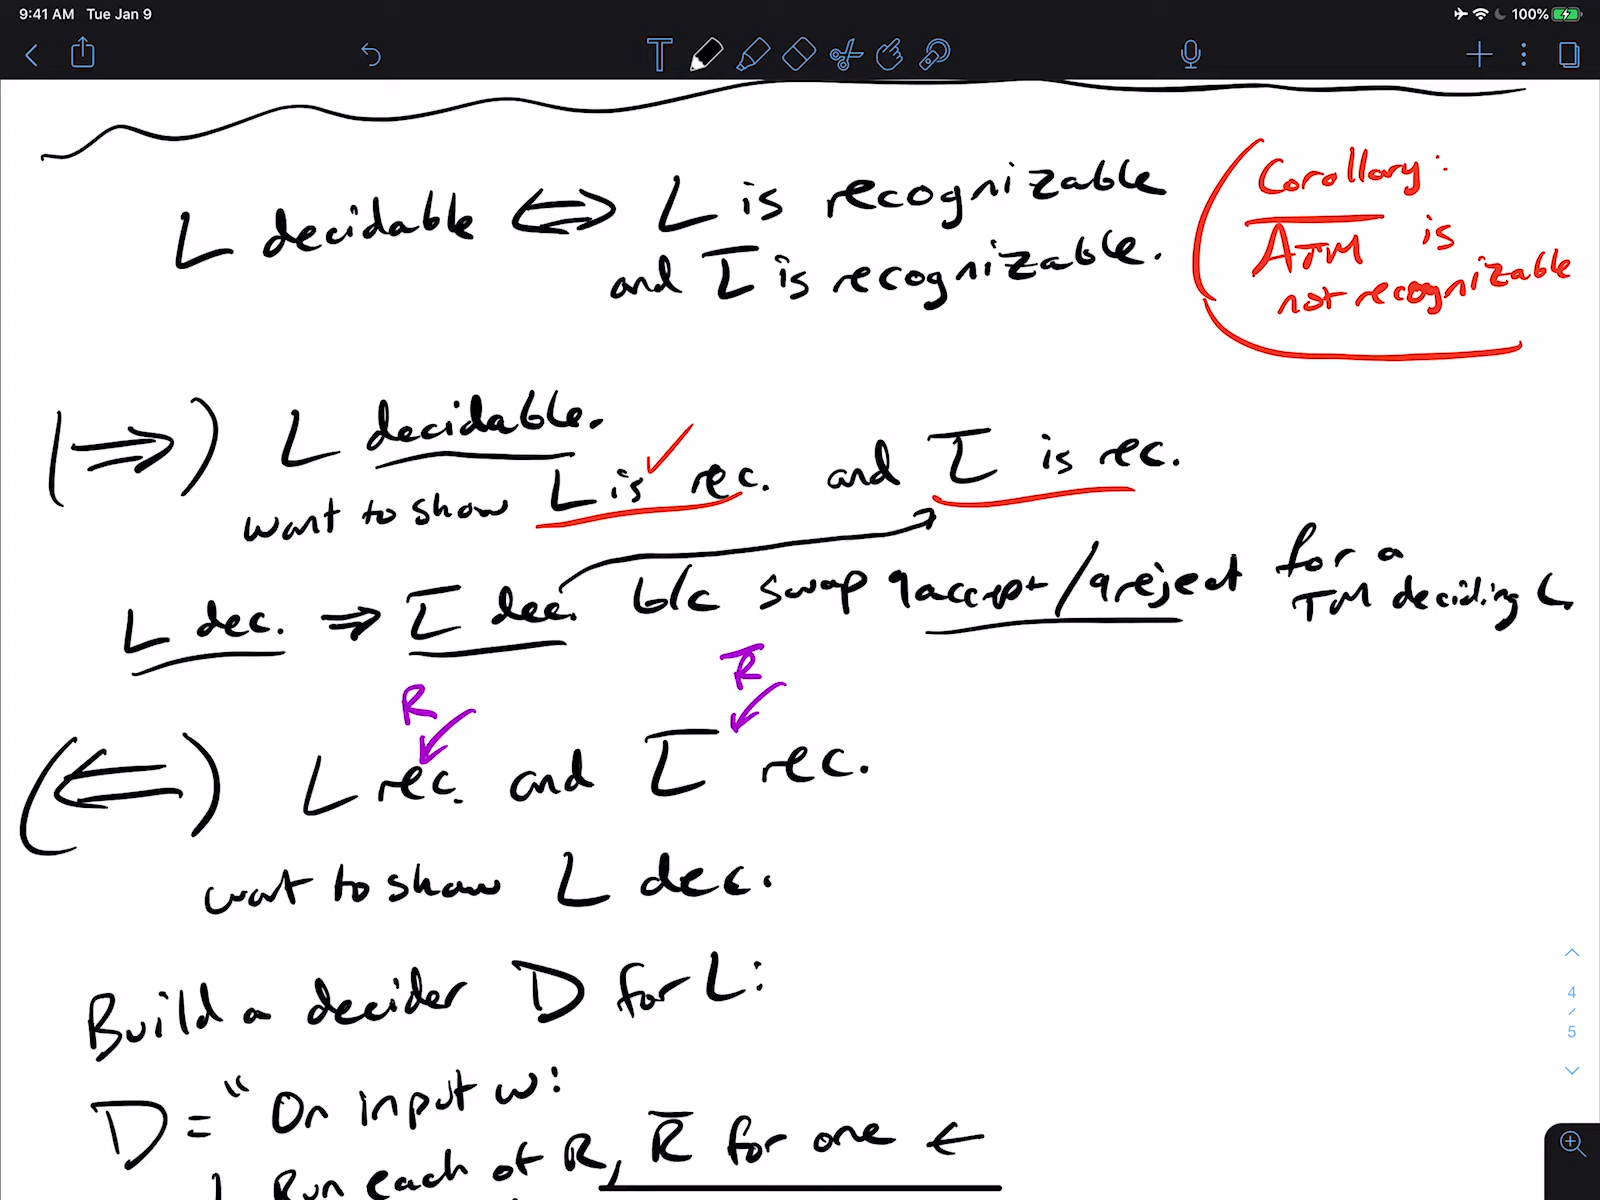 9:41 AM Tue Jan 9
100%
L decidable ⟺ L is recognizable
and L̅ is recognizable.
Corollary:
A̅T̅M̅ is
not recognizable
(⟹) L decidable.
want to show L is rec. and L̅ is rec.
✓
L dec. ⟹ L̅ dec. b/c swap qaccept/qreject for a
TM deciding L.
R R̅
(⟸) L rec. and L̅ rec.
want to show L dec.
Build a decider D for L:
D = “On input w:
1 Run each of R, R̅ for one ←
4
/
5